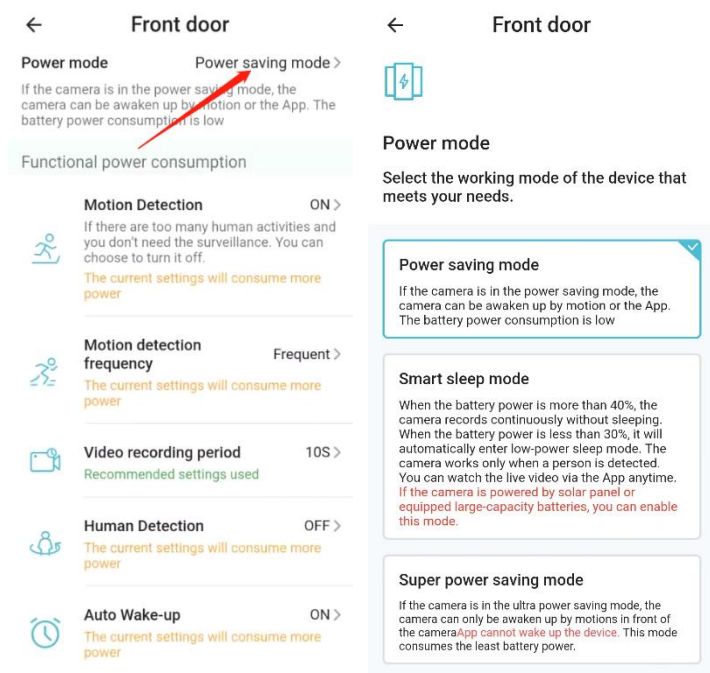 Front door
Power mode
Power saving mode
If the camera is in the power saving mode, the
camera can be awaken up by motion or the App. The
battery power consumption is low
Functional power consumption
Motion Detection
ON
If there are too many human activities and
you don't need the surveillance. You can
choose to turn it off.
The current settings will consume more
power
Motion detection
frequency
Frequent
The current settings will consume more
power
Video recording period
10S
Recommended settings used
Human Detection
OFF
The current settings will consume more
power
Auto Wake-up
ON
The current settings will consume more
power
Front door
Power mode
Select the working mode of the device that
meets your needs.
Power saving mode
If the camera is in the power saving mode, the
camera can be awaken up by motion or the App.
The battery power consumption is low
Smart sleep mode
When the battery power is more than 40%, the
camera records continuously without sleeping.
When the battery power is less than 30%, it will
automatically enter low-power sleep mode. The
camera works only when a person is detected.
You can watch the live video via the App anytime.
If the camera is powered by solar panel or
equipped large-capacity batteries, you can enable
this mode.
Super power saving mode
If the camera is in the ultra power saving mode, the
camera can only be awaken up by motions in front of
the cameraApp cannot wake up the device. This mode
consumes the least battery power.